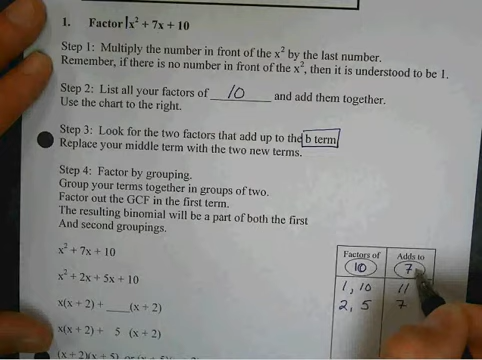 1. Factor 1x² + 7x + 10
Step 1: Multiply the number in front of the x² by the last number.
Remember, if there is no number in front of the x², then it is understood to be 1.
Step 2: List all your factors of 10 and add them together.
Use the chart to the right.
Step 3: Look for the two factors that add up to the b term
Replace your middle term with the two new terms.
Step 4: Factor by grouping.
Group your terms together in groups of two.
Factor out the GCF in the first term.
The resulting binomial will be a part of both the first
And second groupings.
x² + 7x + 10
x² + 2x + 5x + 10
x(x + 2) + ___(x + 2)
x(x + 2) + 5 (x + 2)
(x + 2)(x + 5) or (x + 5)(x + 2)
Factors of Adds to
10 7
1, 10 11
2, 5 7